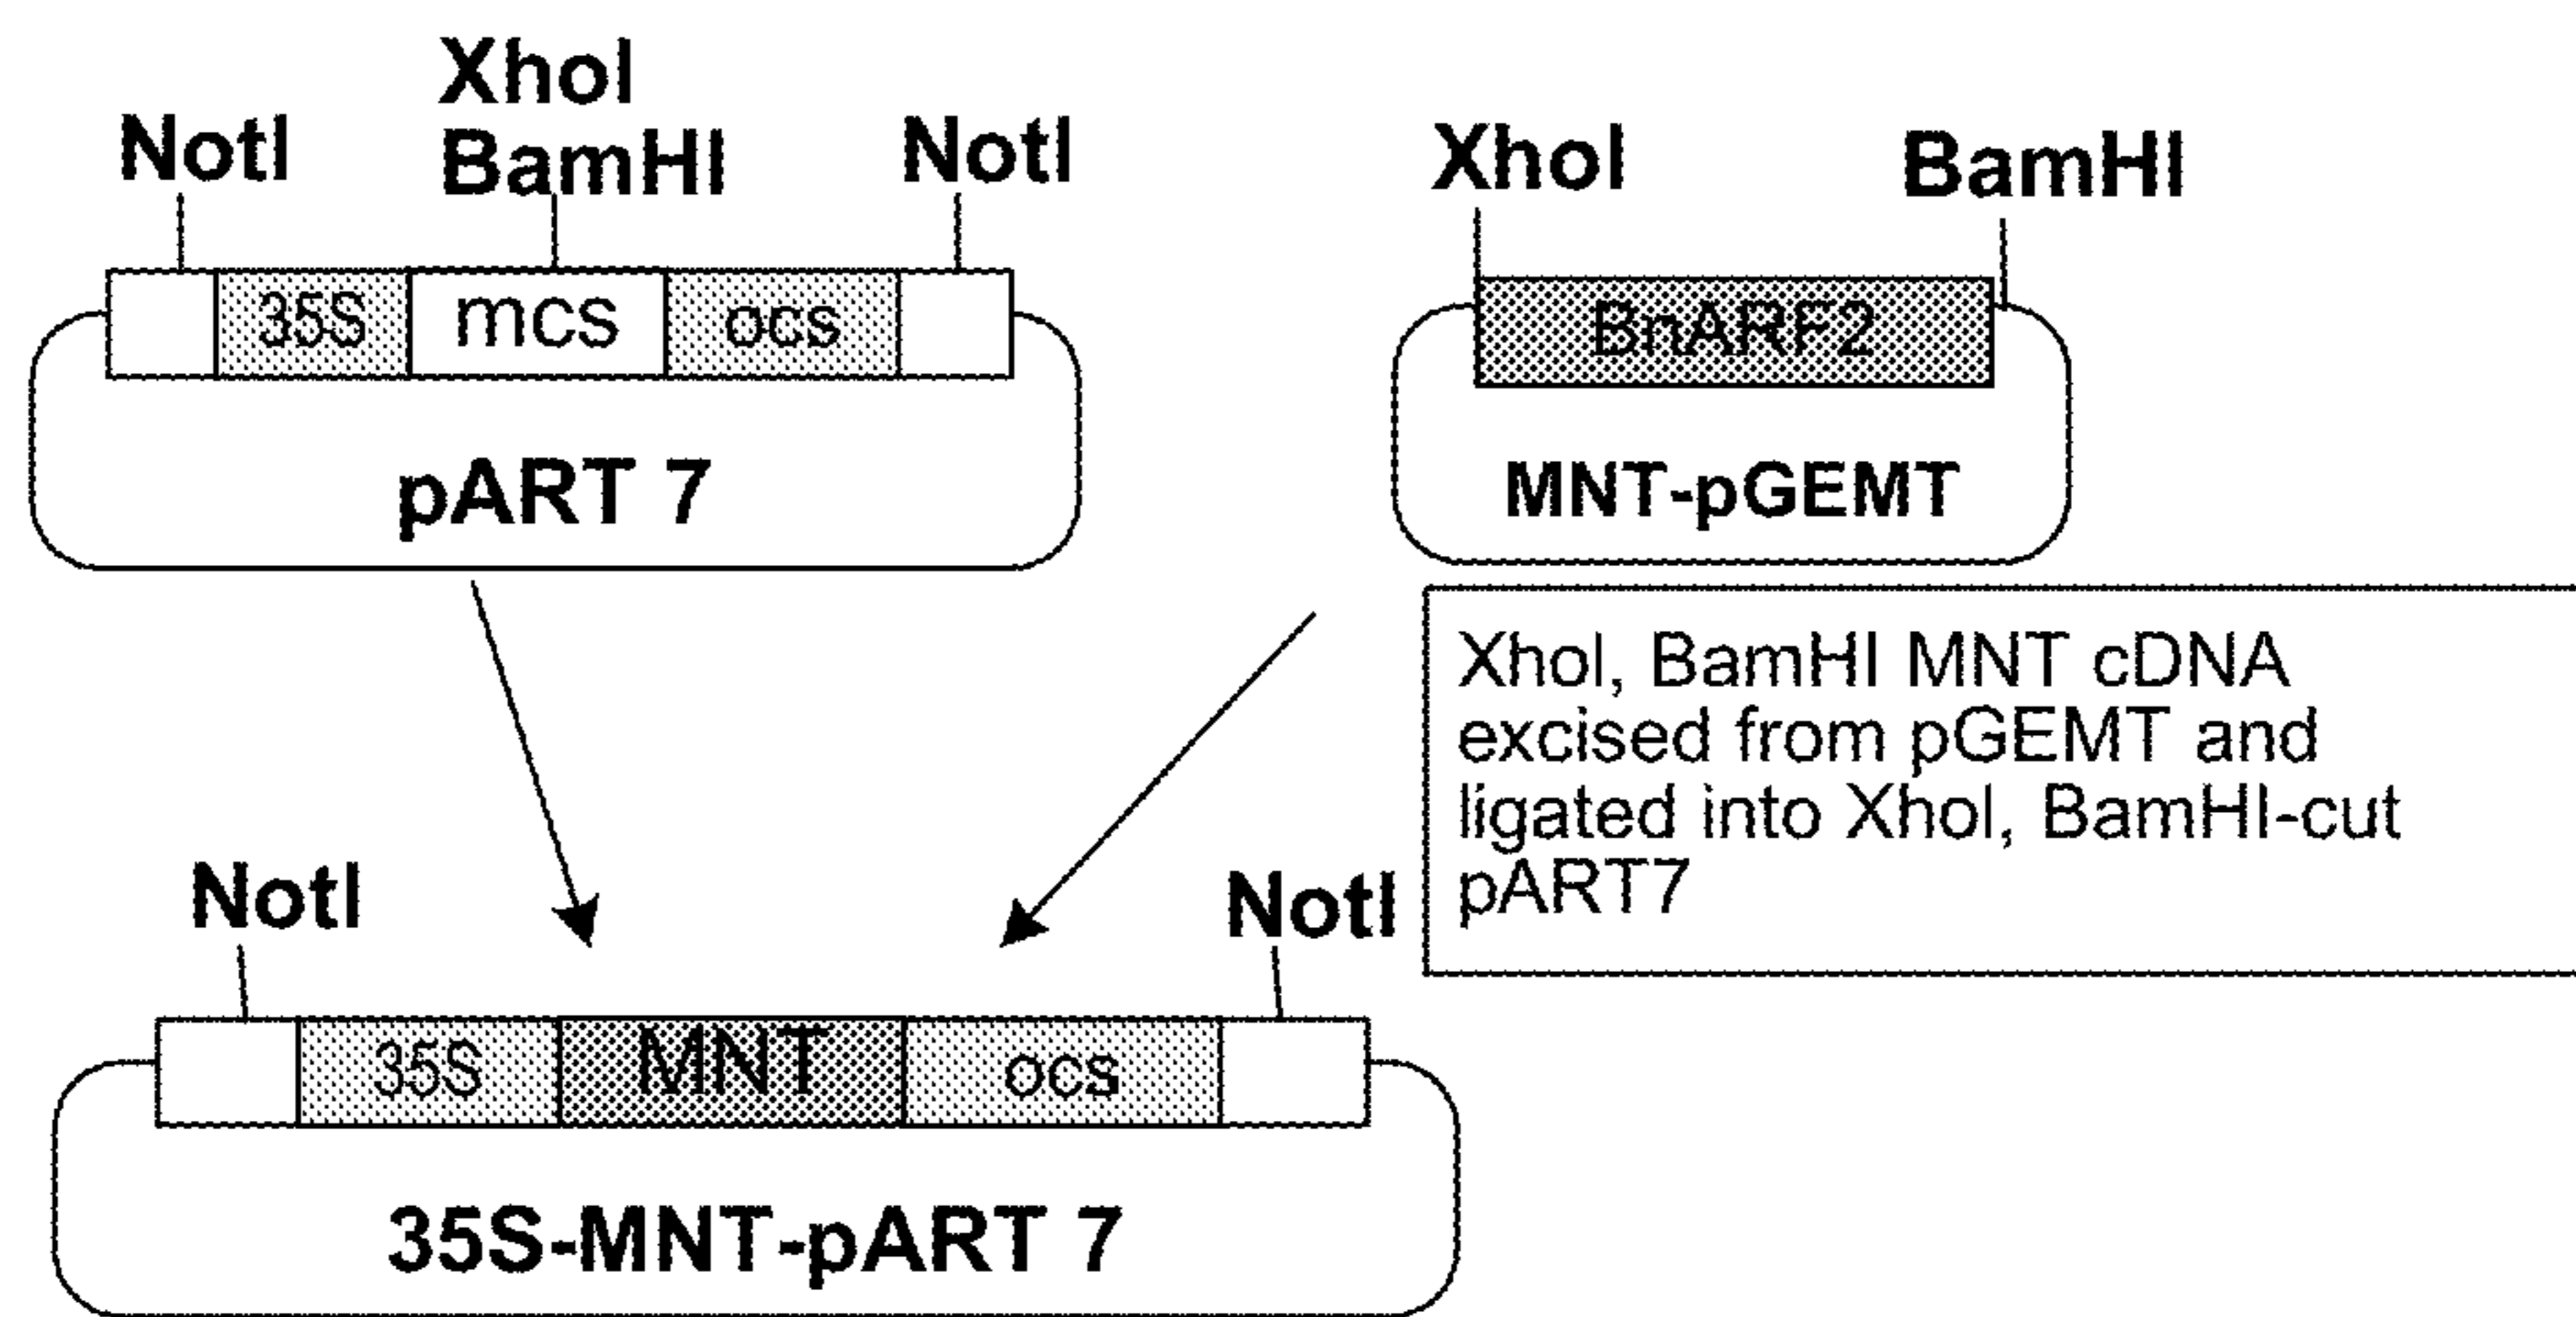 XhoI
NotI
BamHI
NotI
35S
mcs
ocs
pART 7
XhoI
BamHI
BnARF2
MNT-pGEMT
XhoI, BamHI MNT cDNA
excised from pGEMT and
ligated into XhoI, BamHI-cut
pART7
NotI
NotI
35S
MNT
ocs
35S-MNT-pART 7